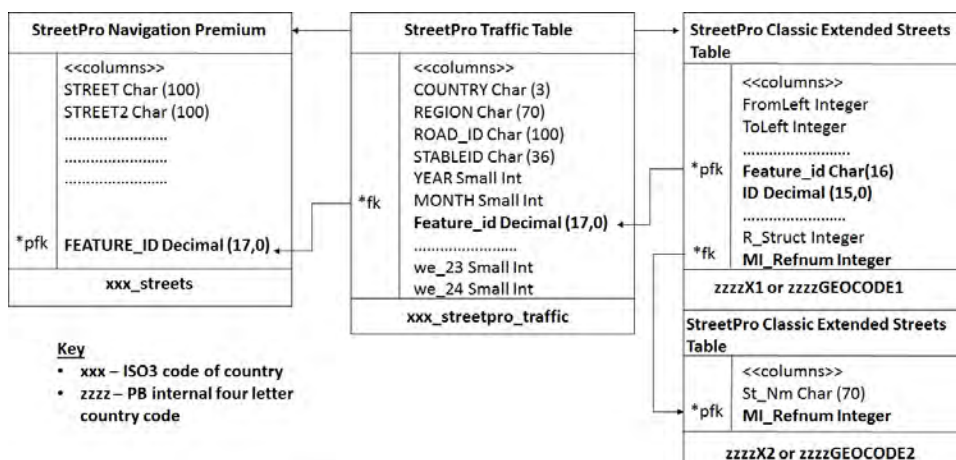 StreetPro Navigation Premium
<<columns>>
STREET Char (100)
STREET2 Char (100)
............................
............................
............................
*pfk
FEATURE_ID Decimal (17,0)
xxx_streets
StreetPro Traffic Table
<<columns>>
COUNTRY Char (3)
REGION Char (70)
ROAD_ID Char (100)
STABLEID Char (36)
YEAR Small Int
*fk
MONTH Small Int
Feature_id Decimal (17,0)
..........................
we_23 Small Int
we_24 Small Int
xxx_streetpro_traffic
StreetPro Classic Extended Streets
Table
<<columns>>
FromLeft Integer
ToLeft Integer
...........................
*pfk
Feature_id Char(16)
ID Decimal (15,0)
..........................
R_Struct Integer
*fk
MI_Refnum Integer
zzzzX1 or zzzzGEOCODE1
StreetPro Classic Extended Streets
Table
<<columns>>
St_Nm Char (70)
*pfk
MI_Refnum Integer
zzzzX2 or zzzzGEOCODE2
Key
• xxx – ISO3 code of country
• zzzz – PB internal four letter
country code